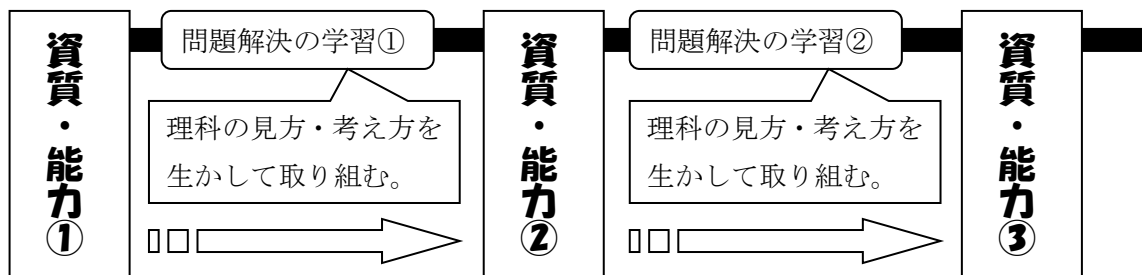 資質・能力①
問題解決の学習①
理科の見方・考え方を
生かして取り組む。
資質・能力②
問題解決の学習②
理科の見方・考え方を
生かして取り組む。
資質・能力③